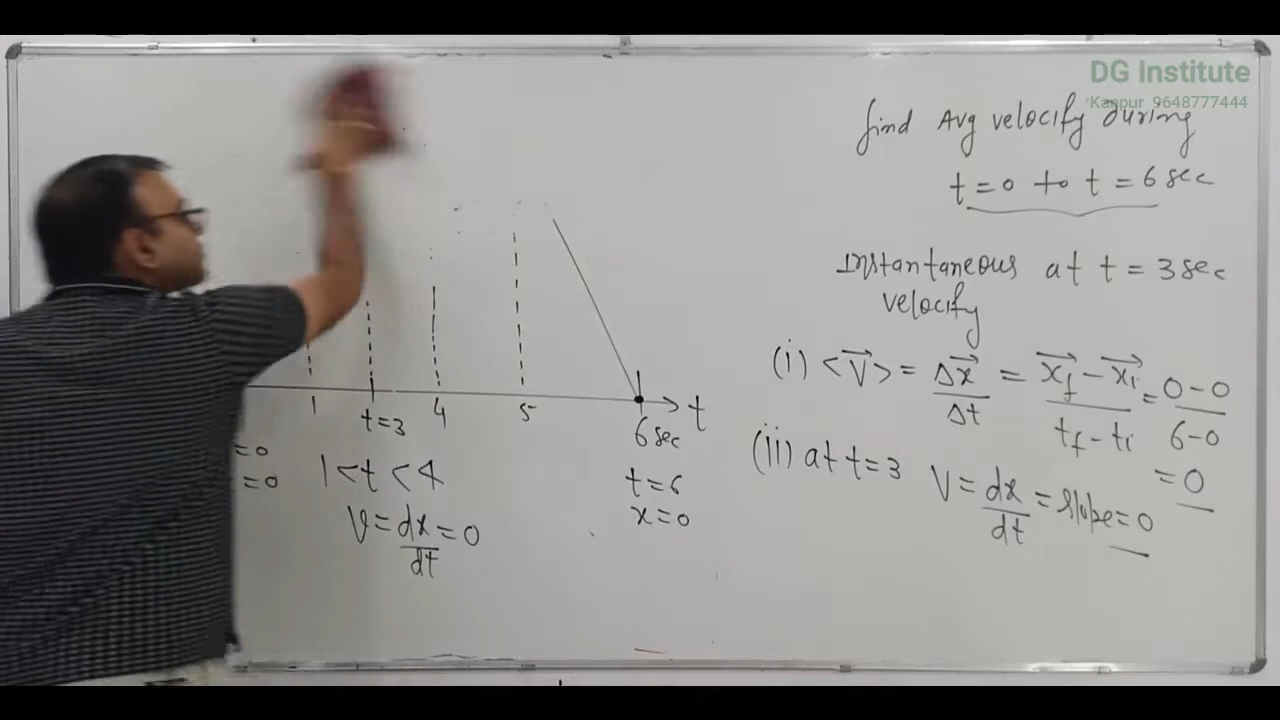 DG Institute
Kanpur 9648777444
find Avg velocity during
t = 0 to t = 6 sec
Instantaneous at t = 3 sec
velocity
(i) <V⃗> = Δx⃗/Δt = (x⃗f − x⃗i)/(tf − ti) = (0 − 0)/(6 − 0)
= 0
(ii) at t = 3 V = dx/dt = slope = 0
1 t=3 4 5 6 sec t
= 0
= 0
1 < t < 4
V = dx/dt = 0
t = 6
x = 0